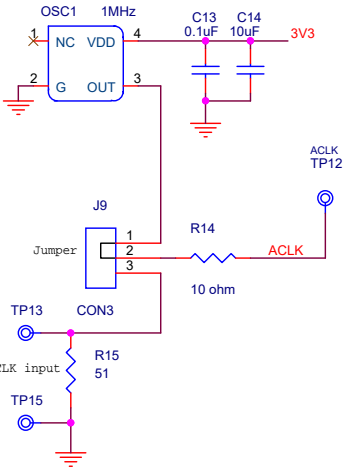 OSC1 1MHz
C13 C14
0.1uF 10uF
3V3
1 NC VDD 4
2 G OUT 3
ACLK
TP12
J9
R14
1
Jumper 2
ACLK
3
10 ohm
TP13 CON3
R15
LK input
51
TP15